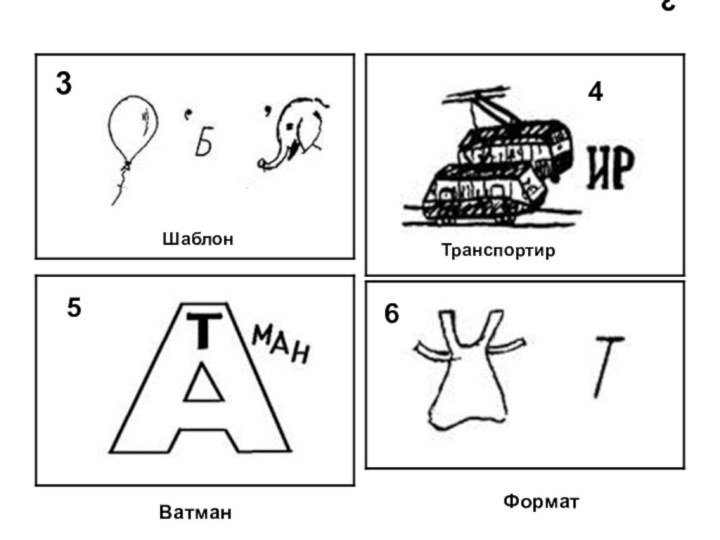 3
‘ Б ’
Шаблон
4
ИР
Транспортир
5
Т
А
МАН
Ватман
6
Т
Формат